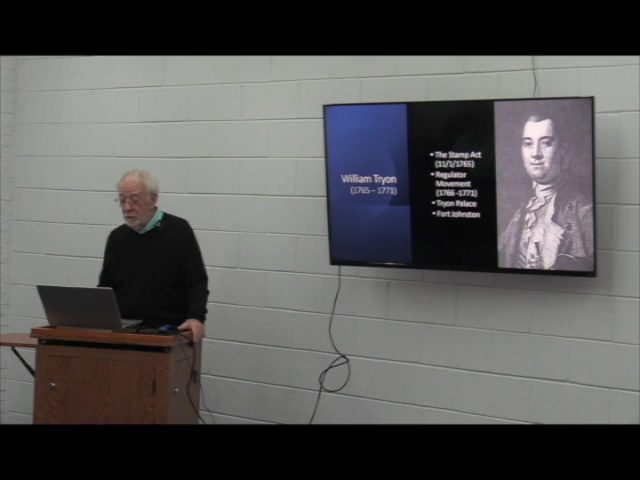 William Tryon
(1765 – 1771)
• The Stamp Act
(11/1/1765)
• Regulator
Movement
(1766 -1771)
• Tryon Palace
• Fort Johnston